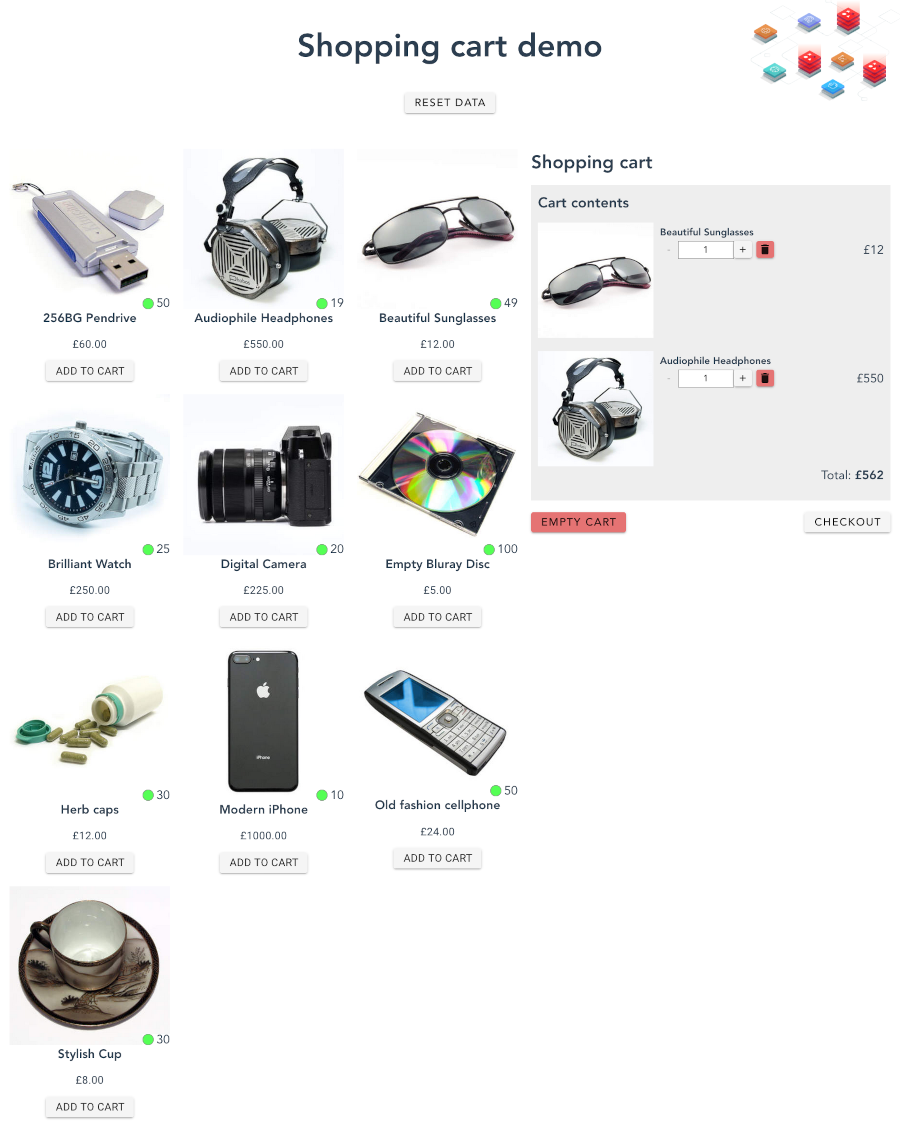 Shopping cart demo
RESET DATA
50
256BG Pendrive
£60.00
ADD TO CART
19
Audiophile Headphones
£550.00
ADD TO CART
49
Beautiful Sunglasses
£12.00
ADD TO CART
25
Brilliant Watch
£250.00
ADD TO CART
20
Digital Camera
£225.00
ADD TO CART
100
Empty Bluray Disc
£5.00
ADD TO CART
30
Herb caps
£12.00
ADD TO CART
iPhone
10
Modern iPhone
£1000.00
ADD TO CART
50
Old fashion cellphone
£24.00
ADD TO CART
30
Stylish Cup
£8.00
ADD TO CART
Shopping cart
Cart contents
Beautiful Sunglasses
- 1 + £12
Audiophile Headphones
- 1 + £550
Total: £562
EMPTY CART
CHECKOUT